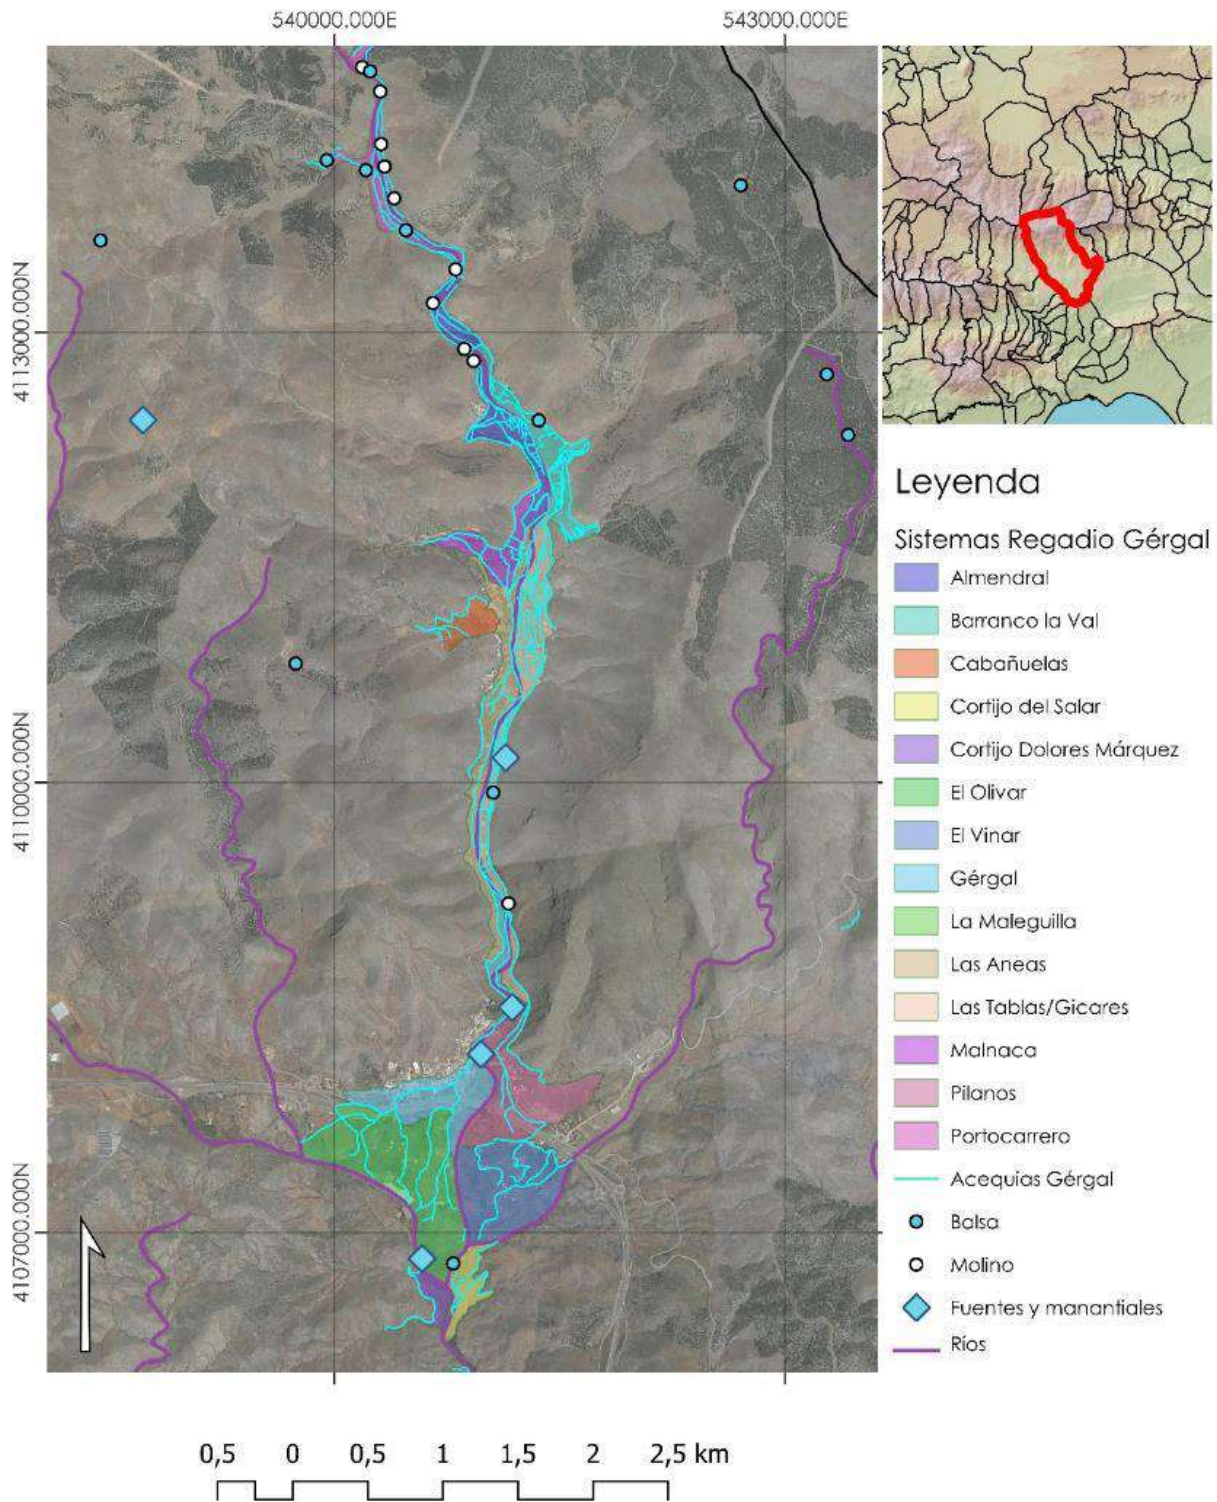 540000.000E
543000.000E
4113000.000N
4110000.000N
4107000.000N
Leyenda
Sistemas Regadio Gérgal
Almendral
Barranco la Val
Cabañuelas
Cortijo del Salar
Cortijo Dolores Márquez
El Olivar
El Vinar
Gérgal
La Maleguilla
Las Aneas
Las Tablas/Gicares
Malnaca
Pilanos
Portocarrero
Acequias Gérgal
Balsa
Molino
Fuentes y manantiales
Ríos
0,5 0 0,5 1 1,5 2 2,5 km